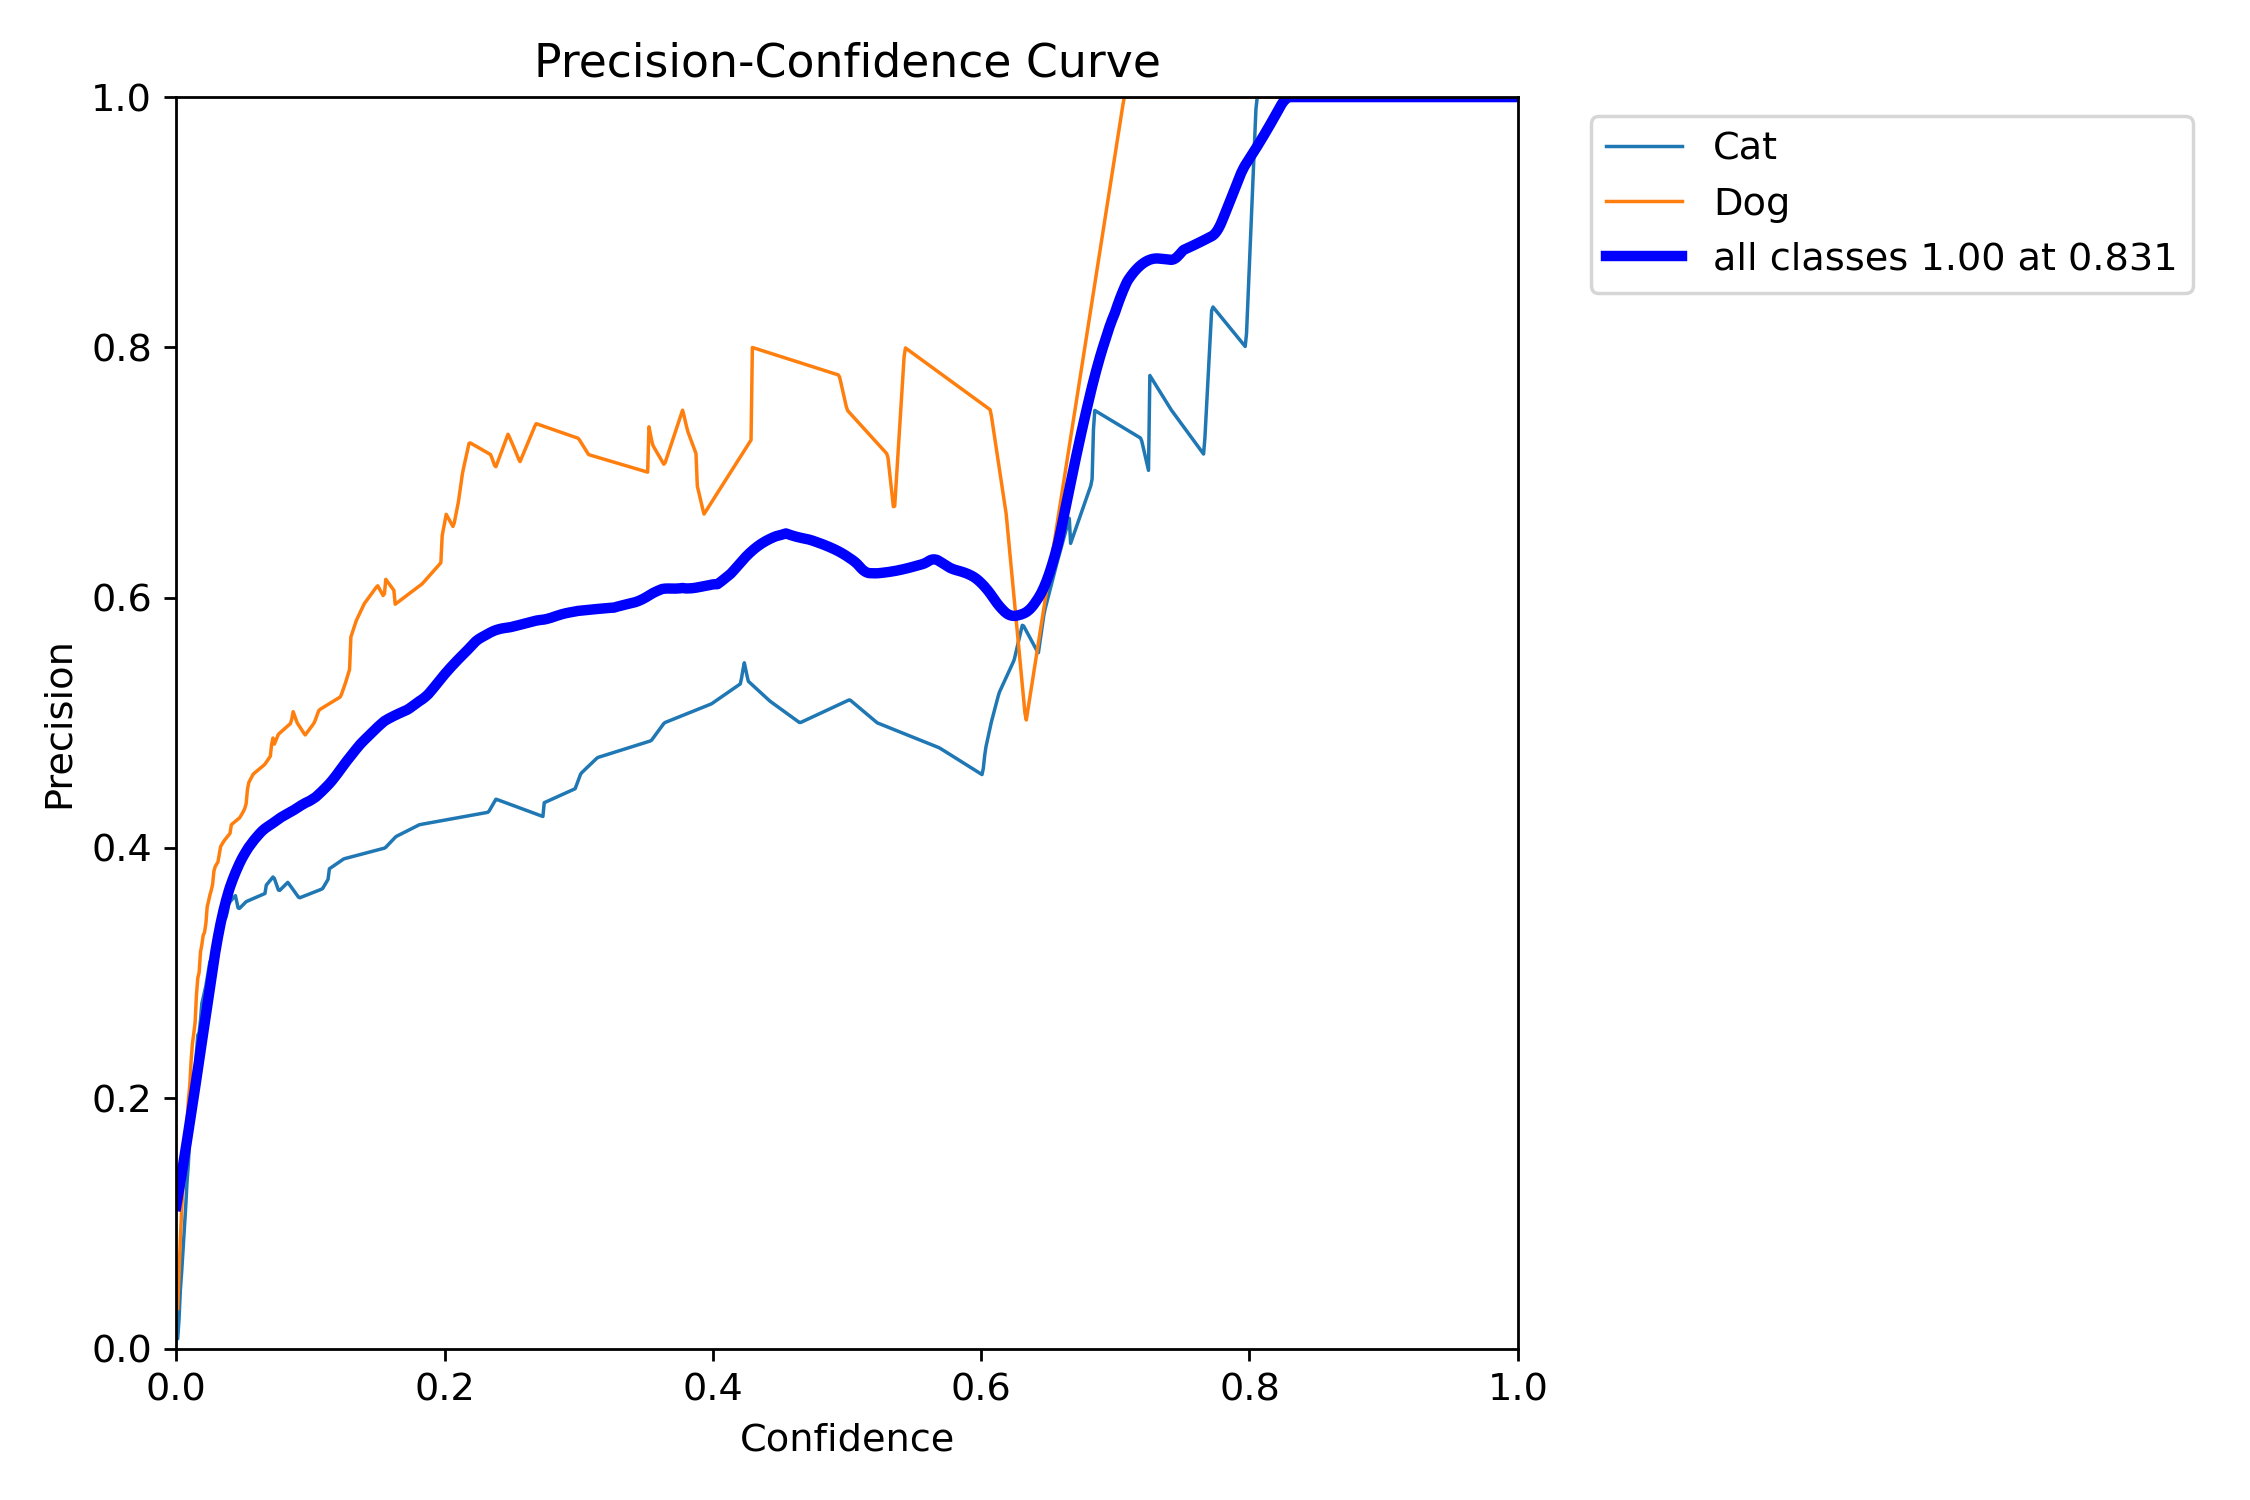 Precision-Confidence Curve
1.0
0.8
0.6
0.4
0.2
0.0
Precision
0.0 0.2 0.4 0.6 0.8 1.0
Confidence
Cat
Dog
all classes 1.00 at 0.831